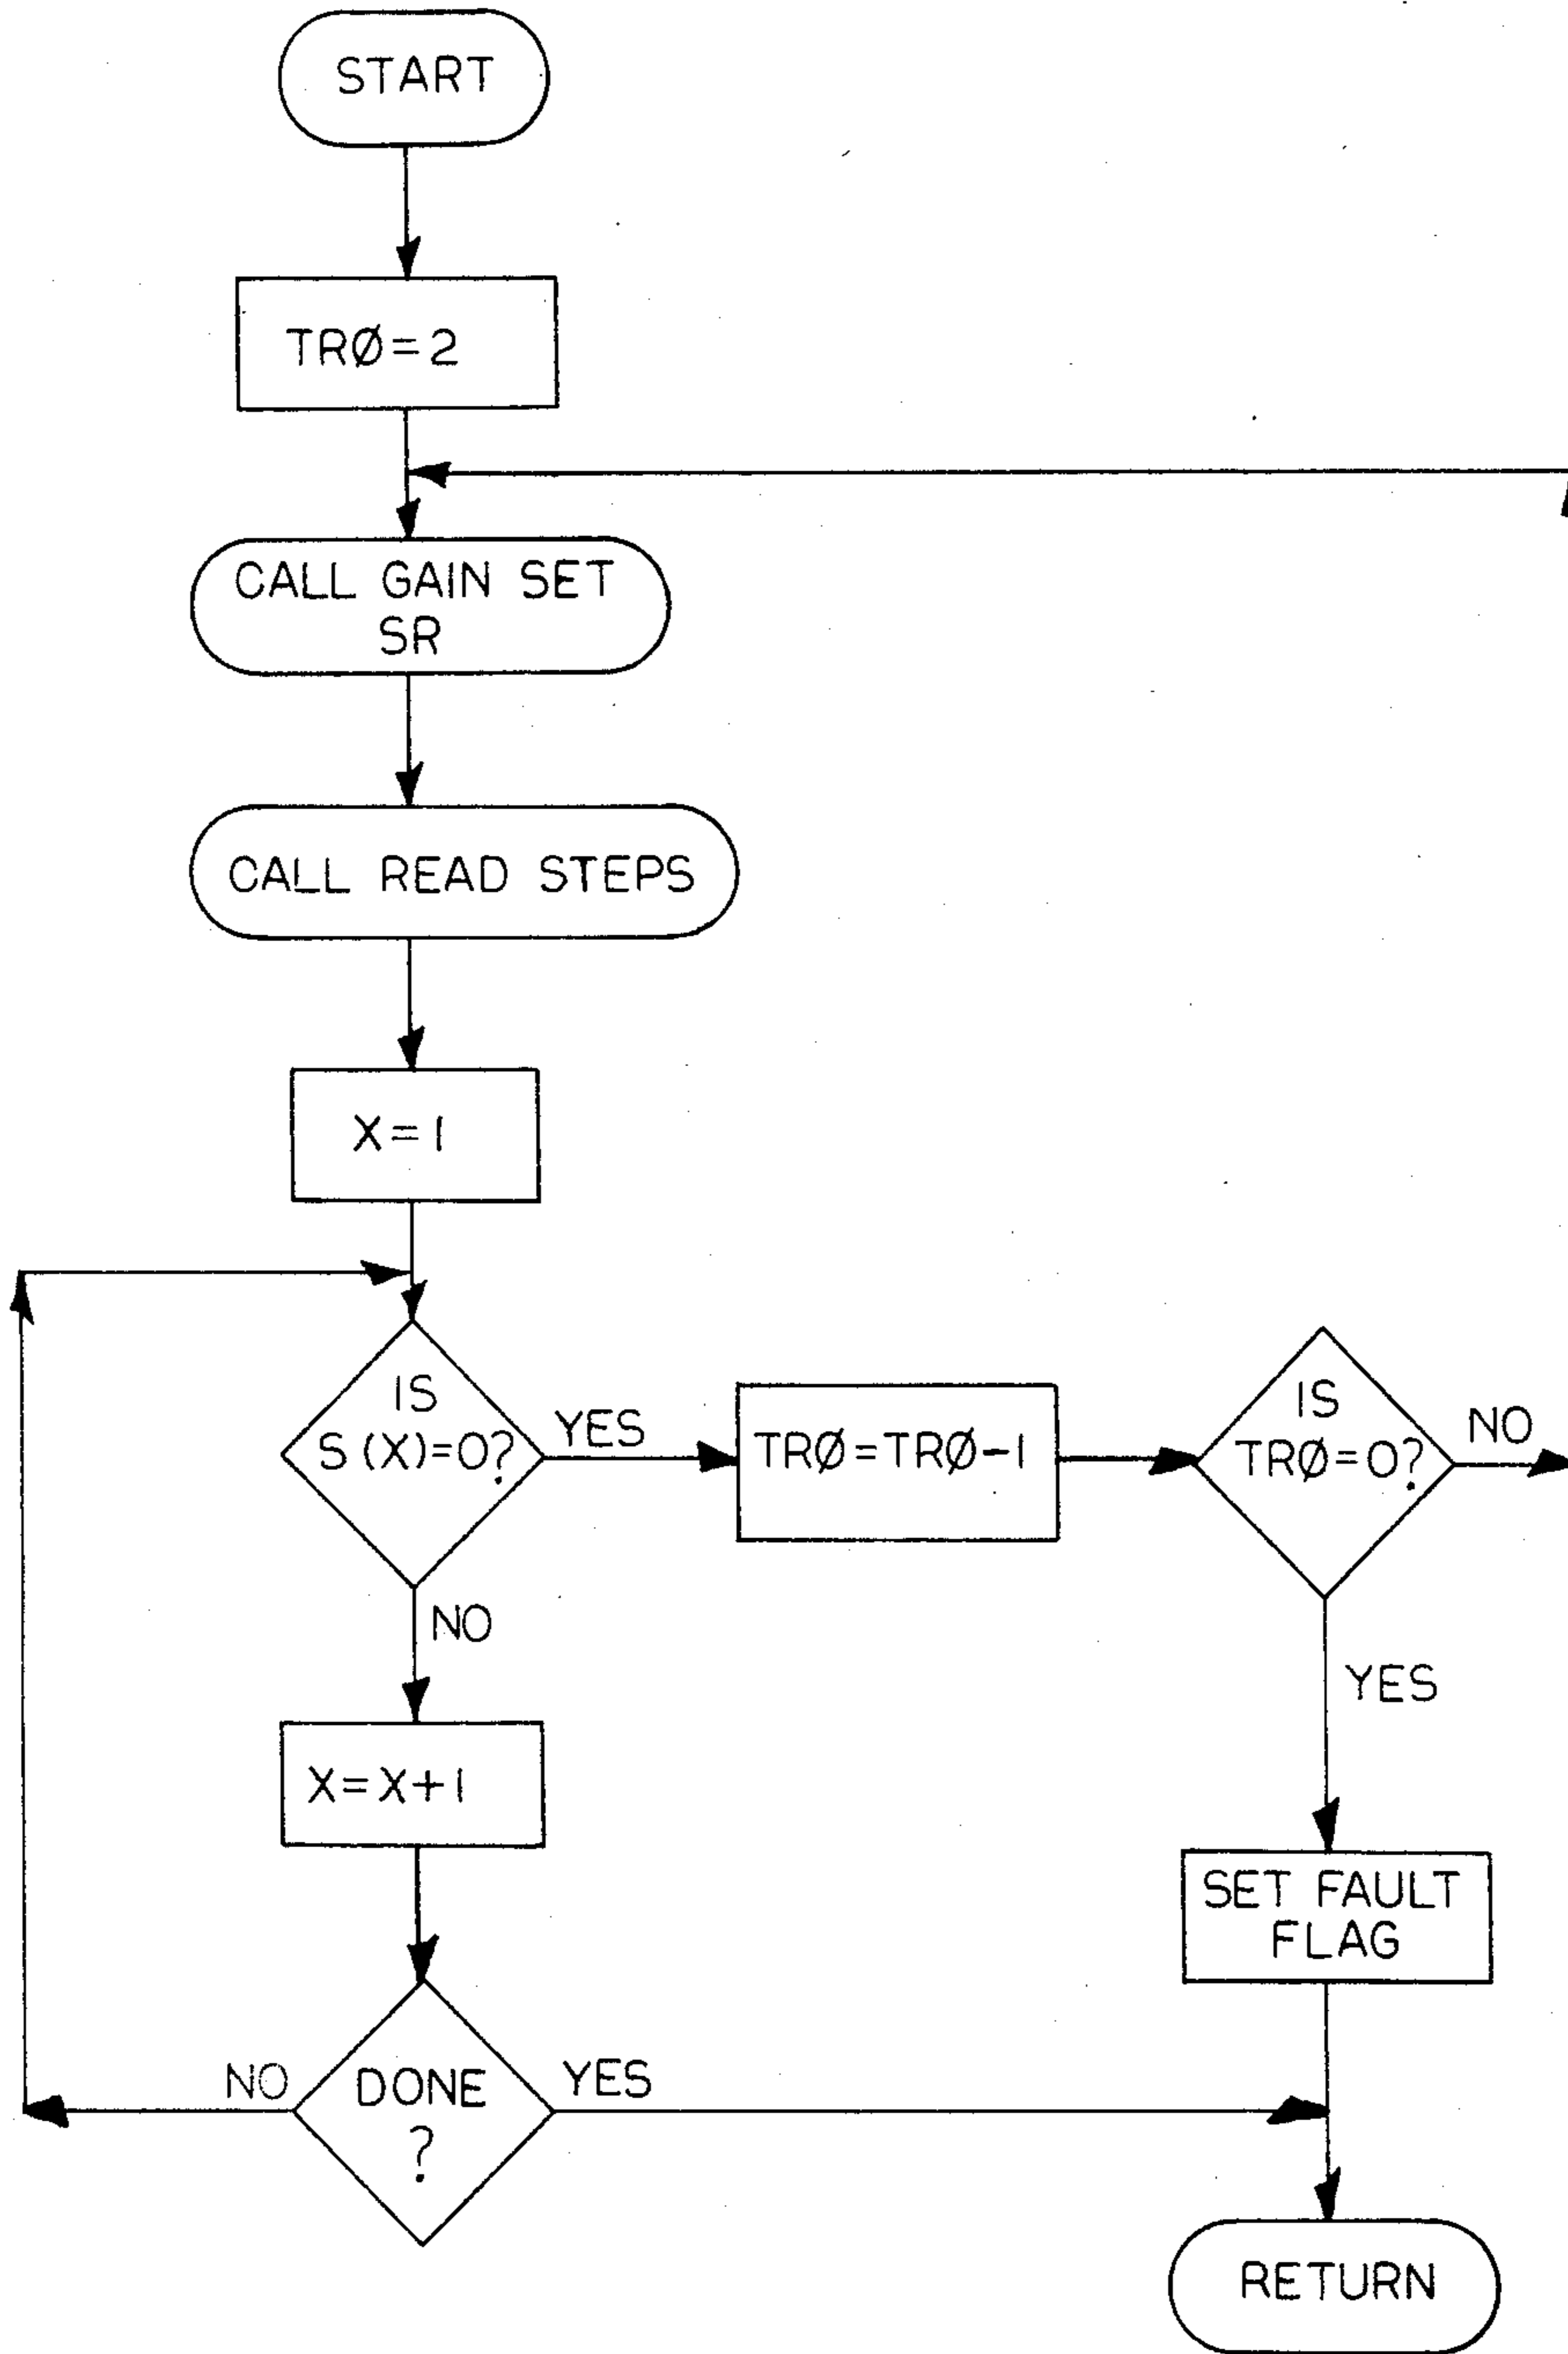 START
TRØ=2
CALL GAIN SET
SR
CALL READ STEPS
X=1
IS
S(X)=0?
YES
TRØ=TRØ-1
IS
TRØ=0?
NO
NO
YES
X=X+1
SET FAULT
FLAG
NO
DONE
?
YES
RETURN